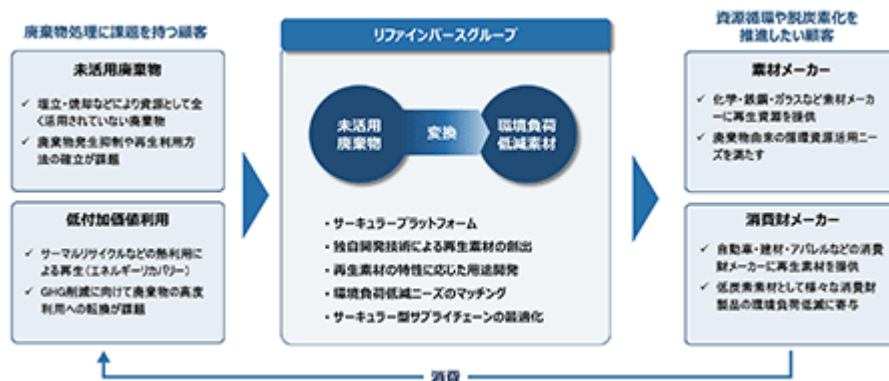 廃棄物処理に課題を持つ顧客
未活用廃棄物
✓ 埋立・焼却などにより資源として全
く活用されていない廃棄物
✓ 廃棄物発生抑制や再生利用方
法の確立が課題
低付加価値利用
✓ サーマルリサイクルなどの熱利用に
よる再生(エネルギーリカバリー)
✓ GHG削減に向けて廃棄物の高度
利用への転換が課題
リファインバースグループ
未活用
廃棄物
変換
環境負荷
低減素材
・サーキュラープラットフォーム
・独自開発技術による再生素材の創出
・再生素材の特性に応じた用途開発
・環境負荷低減ニーズのマッチング
・サーキュラー型サプライチェーンの最適化
資源循環や脱炭素化を
推進したい顧客
素材メーカー
✓ 化学・鉄鋼・ガラスなど素材メーカー
に再生資源を提供
✓ 廃棄物由来の循環資源活用ニー
ズを満たす
消費財メーカー
✓ 自動車・建材・アパレルなどの消費
財メーカーに再生素材を提供
✓ 低炭素素材として様々な消費財
製品の環境負荷低減に寄与
消費